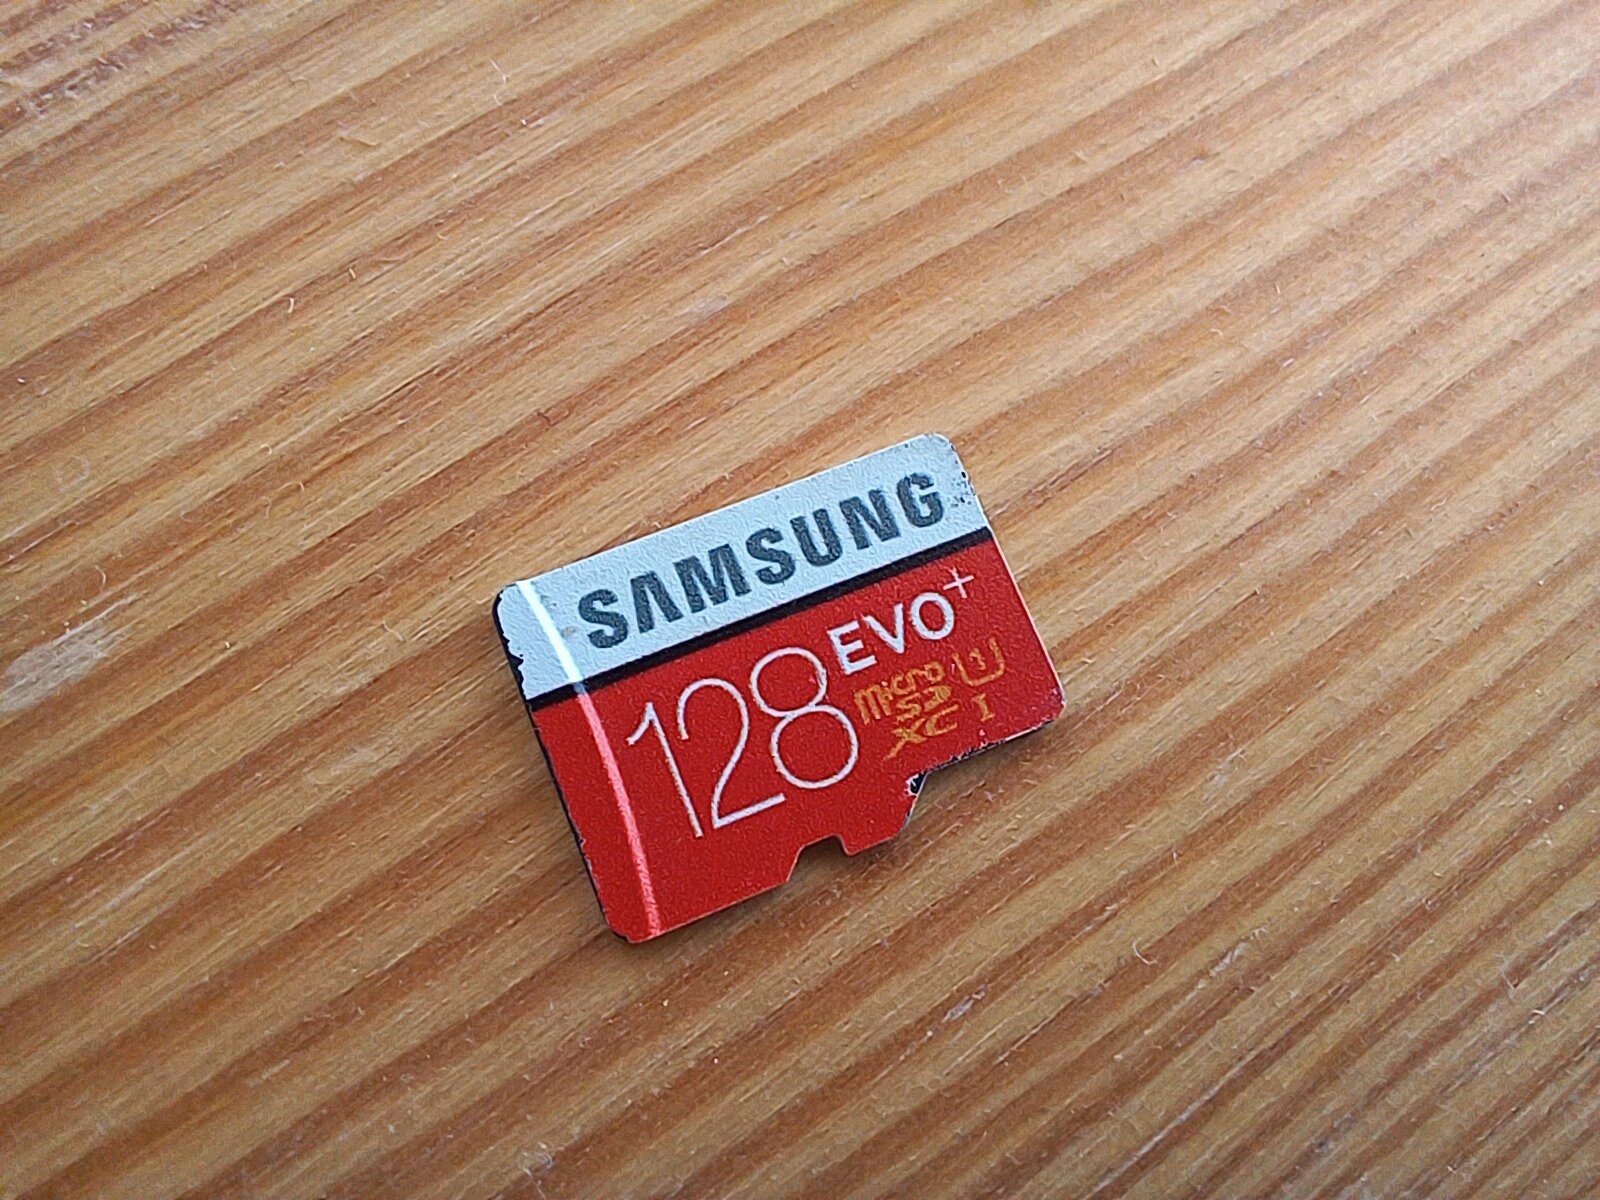 SAMSUNG
128 EVO+
micro SD XC I U1